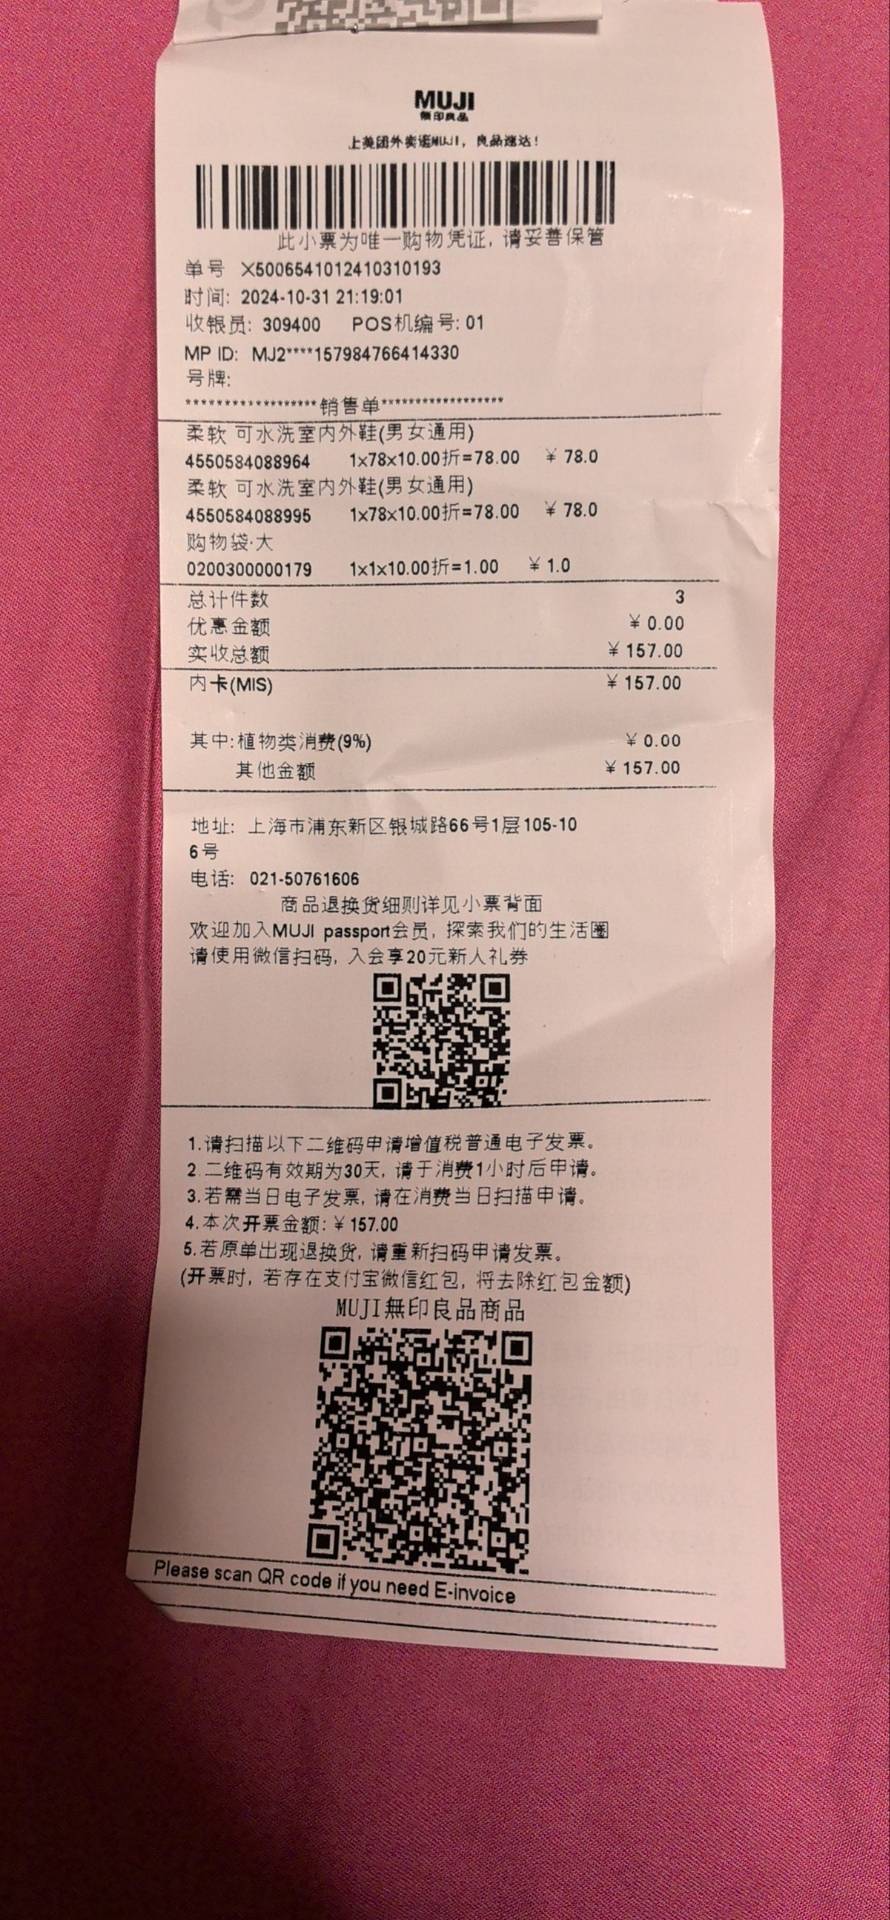 MUJI
無印良品
上美团外卖逛MUJI，良品速达！
此小票为唯一购物凭证, 请妥善保管
单号 X5006541012410310193
时间: 2024-10-31 21:19:01
收银员: 309400 POS机编号: 01
MP ID: MJ2****157984766414330
号牌:
*****************销售单*****************
柔软 可水洗室内外鞋(男女通用)
4550584088964 1x78x10.00折=78.00 ￥78.0
柔软 可水洗室内外鞋(男女通用)
4550584088995 1x78x10.00折=78.00 ￥78.0
购物袋·大
0200300000179 1x1x10.00折=1.00 ￥1.0
总计件数 3
优惠金额 ￥0.00
实收总额 ￥157.00
内卡(MIS) ￥157.00
其中:植物类消费(9%) ￥0.00
其他金额 ￥157.00
地址: 上海市浦东新区银城路66号1层105-10
6号
电话: 021-50761606
商品退换货细则详见小票背面
欢迎加入MUJI passport会员, 探索我们的生活圈
请使用微信扫码, 入会享20元新人礼券
1.请扫描以下二维码申请增值税普通电子发票。
2.二维码有效期为30天, 请于消费1小时后申请。
3.若需当日电子发票, 请在消费当日扫描申请。
4.本次开票金额:￥157.00
5.若原单出现退换货, 请重新扫码申请发票。
(开票时, 若存在支付宝微信红包, 将去除红包金额)
MUJI無印良品商品
Please scan QR code if you need E-invoice